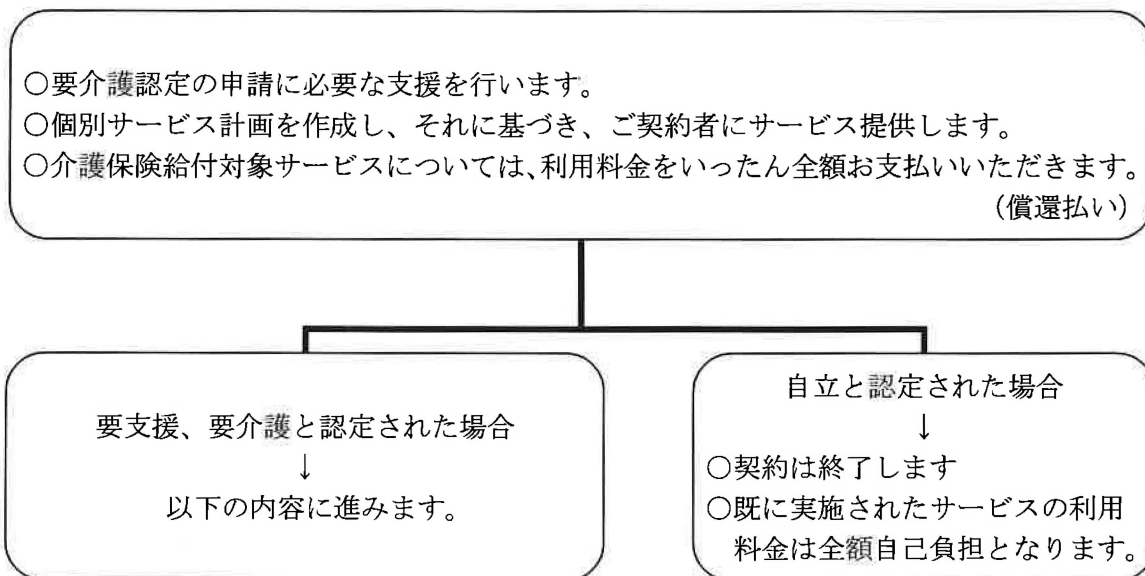 ○要介護認定の申請に必要な支援を行います。
○個別サービス計画を作成し、それに基づき、ご契約者にサービス提供します。
○介護保険給付対象サービスについては、利用料金をいったん全額お支払いいただきます。
（償還払い）
要支援、要介護と認定された場合
↓
以下の内容に進みます。
自立と認定された場合
↓
○契約は終了します
○既に実施されたサービスの利用
料金は全額自己負担となります。